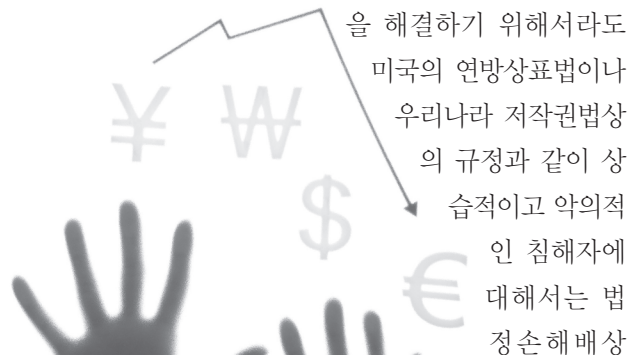 을 해결하기 위해서라도
미국의 연방상표법이나
우리나라 저작권법상
의 규정과 같이 상
습적이고 악의적
인 침해자에
대해서는 법
정손해배상
¥ ₩
$
€